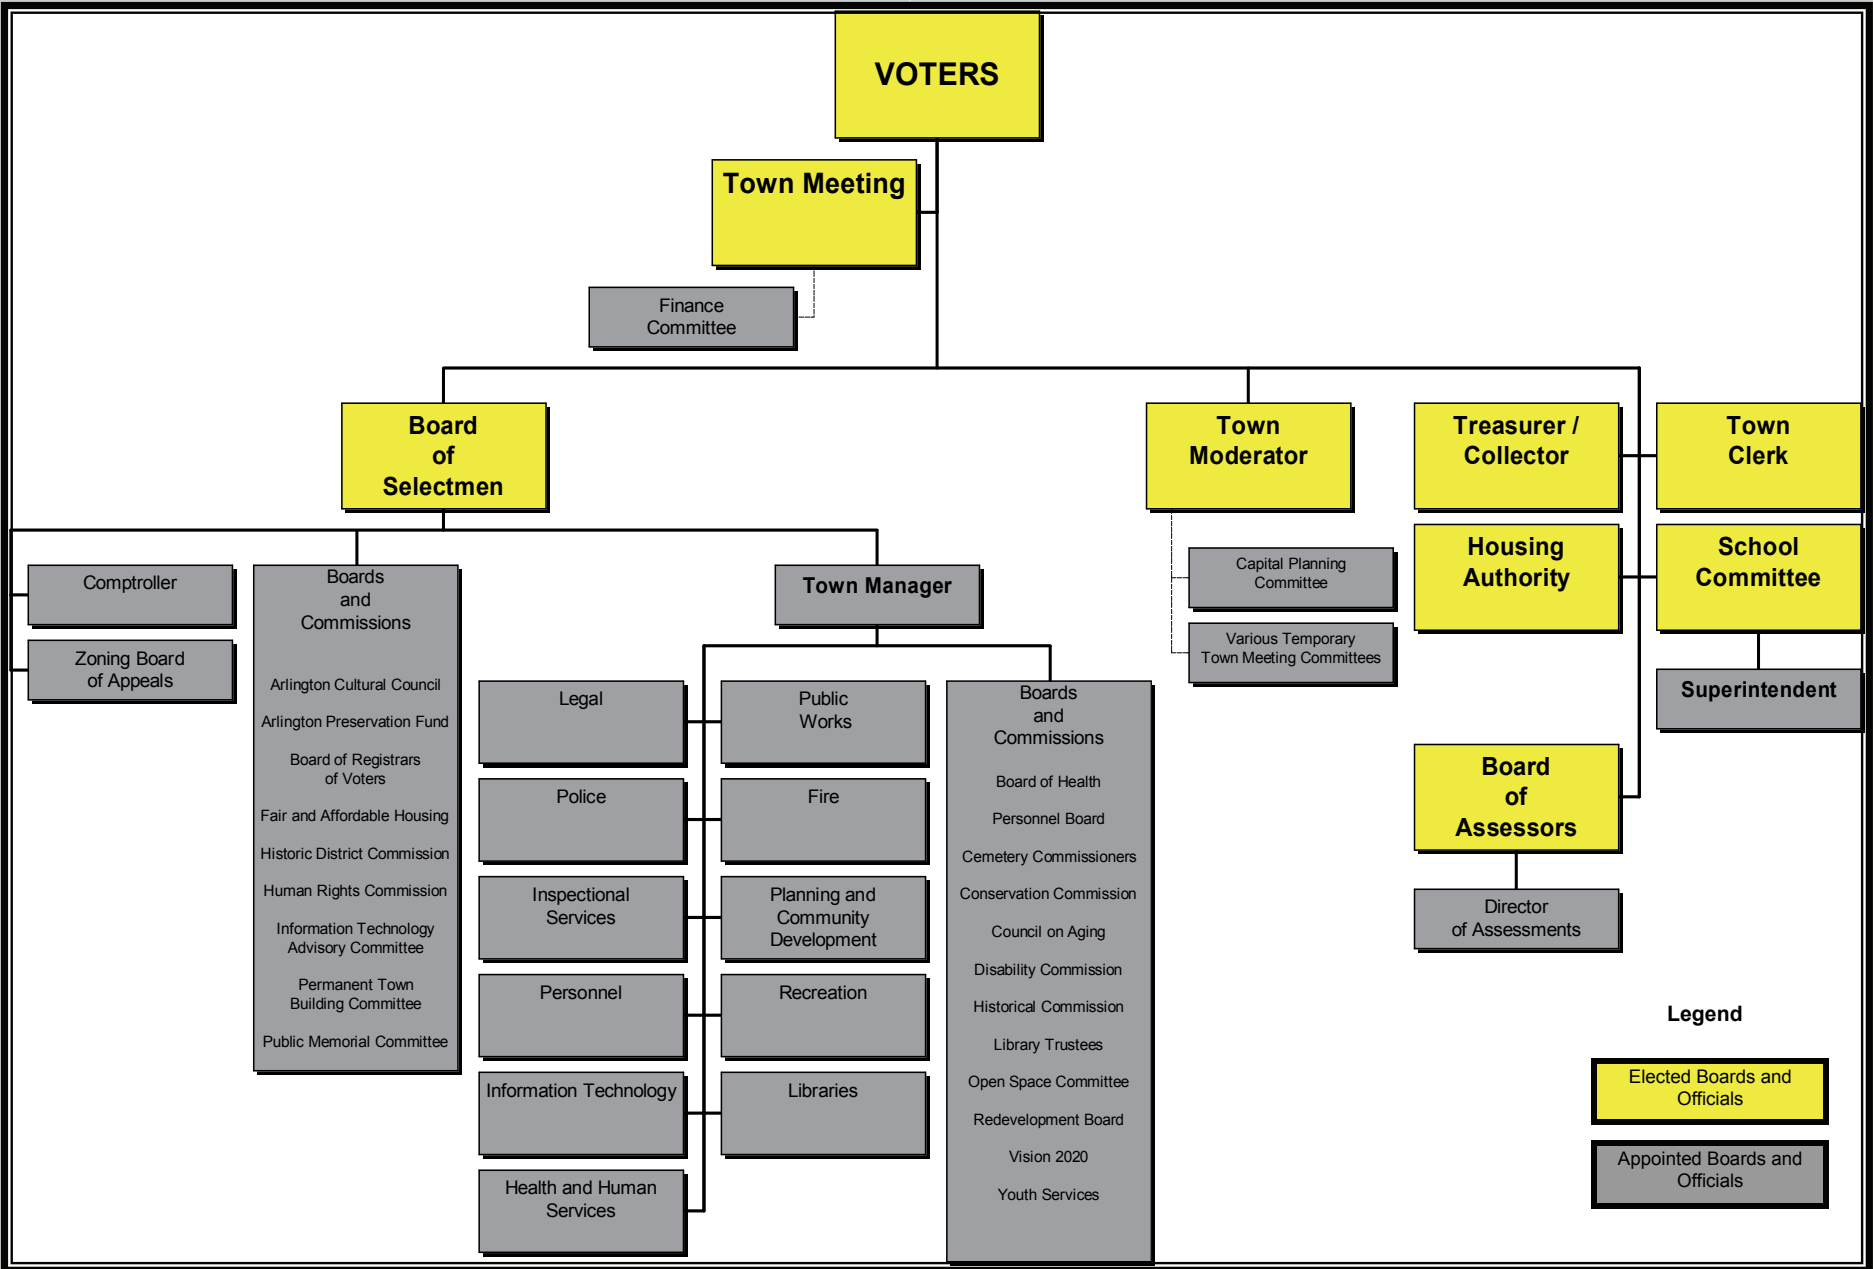 VOTERS
Town Meeting
Finance
Committee
Board
of
Selectmen
Town
Moderator
Treasurer /
Collector
Town
Clerk
Housing
Authority
School
Committee
Capital Planning
Committee
Various Temporary
Town Meeting Committees
Superintendent
Board
of
Assessors
Director
of Assessments
Comptroller
Zoning Board
of Appeals
Boards
and
Commissions
Arlington Cultural Council
Arlington Preservation Fund
Board of Registrars
of Voters
Fair and Affordable Housing
Historic District Commission
Human Rights Commission
Information Technology
Advisory Committee
Permanent Town
Building Committee
Public Memorial Committee
Town Manager
Legal
Public
Works
Police
Fire
Inspectional
Services
Planning and
Community
Development
Personnel
Recreation
Information Technology
Libraries
Health and Human
Services
Boards
and
Commissions
Board of Health
Personnel Board
Cemetery Commissioners
Conservation Commission
Council on Aging
Disability Commission
Historical Commission
Library Trustees
Open Space Committee
Redevelopment Board
Vision 2020
Youth Services
Legend
Elected Boards and
Officials
Appointed Boards and
Officials